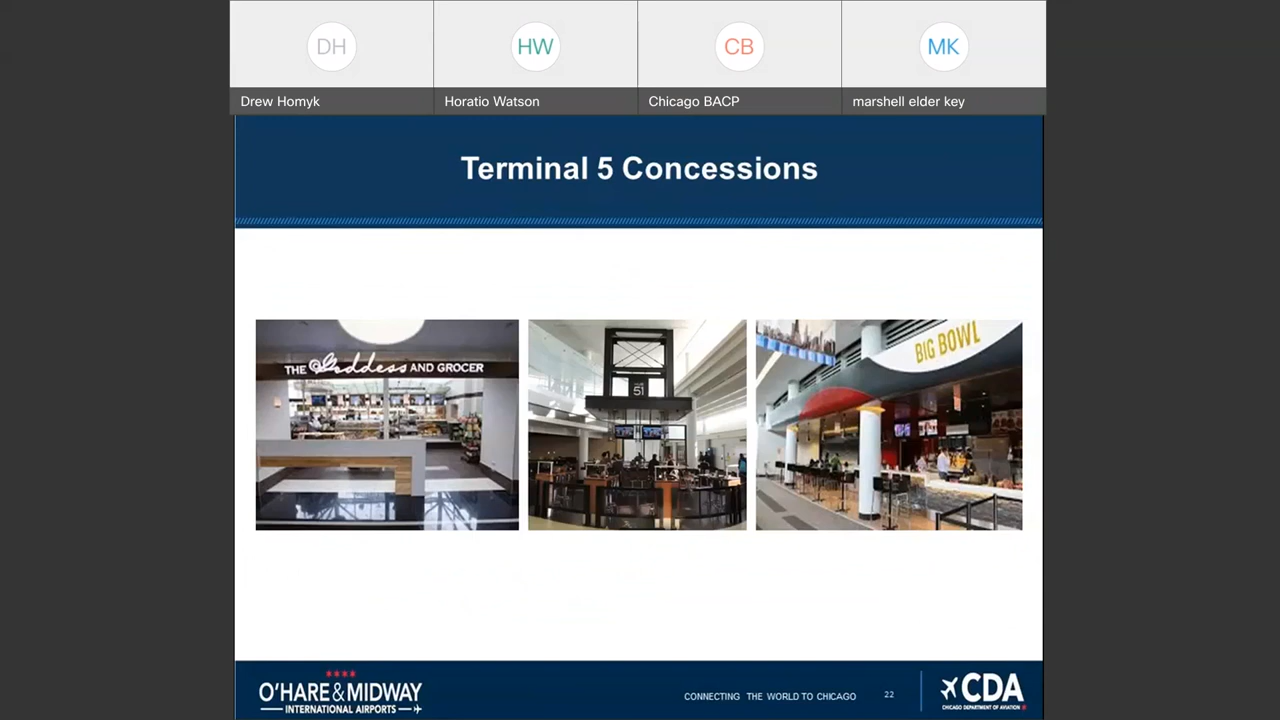 DH
HW
CB
MK
Drew Homyk
Horatio Watson
Chicago BACP
marshell elder key
Terminal 5 Concessions
THE Goddess AND GROCER
51
BIG BOWL
O'HARE & MIDWAY
INTERNATIONAL AIRPORTS
CONNECTING THE WORLD TO CHICAGO
22
CDA
CHICAGO DEPARTMENT OF AVIATION